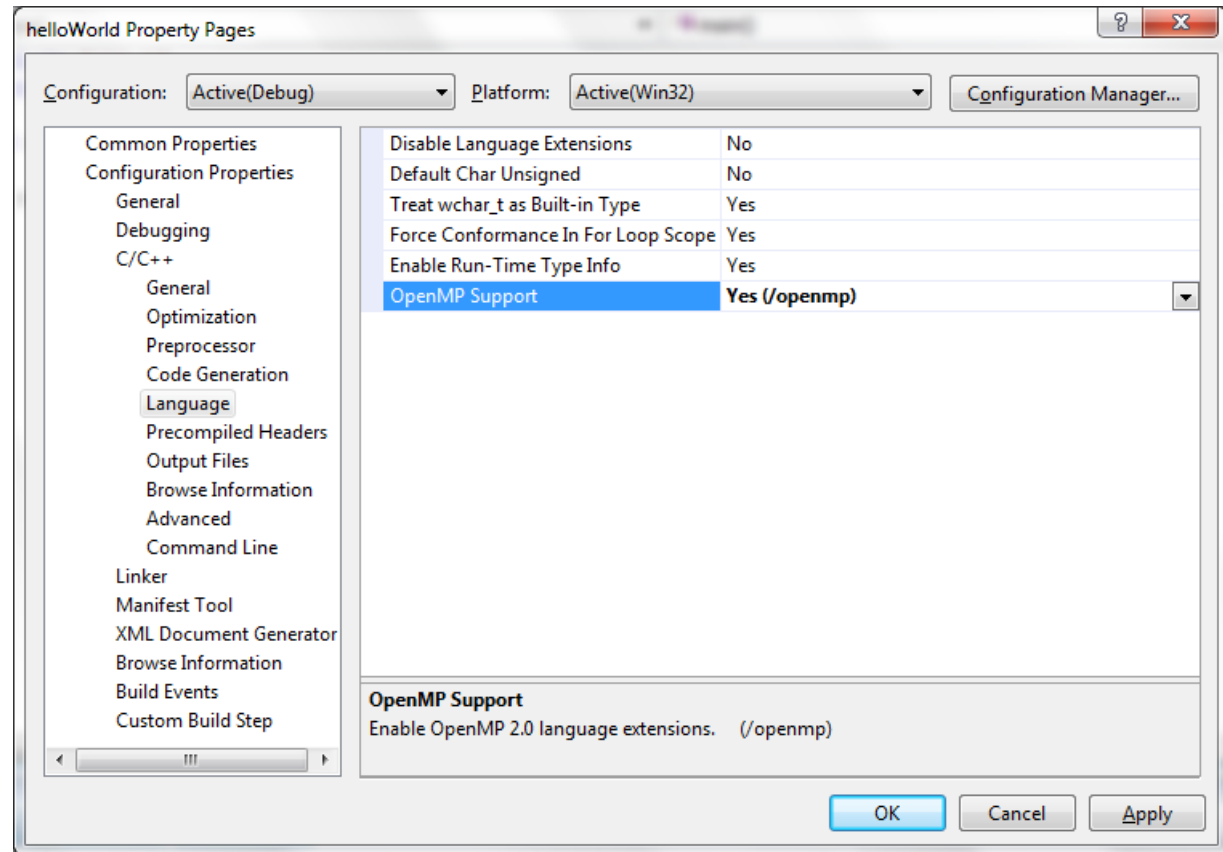 helloWorld Property Pages
Configuration: Active(Debug) Platform: Active(Win32) Configuration Manager...
Common Properties
Configuration Properties
General
Debugging
C/C++
General
Optimization
Preprocessor
Code Generation
Language
Precompiled Headers
Output Files
Browse Information
Advanced
Command Line
Linker
Manifest Tool
XML Document Generator
Browse Information
Build Events
Custom Build Step
Disable Language Extensions No
Default Char Unsigned No
Treat wchar_t as Built-in Type Yes
Force Conformance In For Loop Scope Yes
Enable Run-Time Type Info Yes
OpenMP Support Yes (/openmp)
OpenMP Support
Enable OpenMP 2.0 language extensions. (/openmp)
OK Cancel Apply